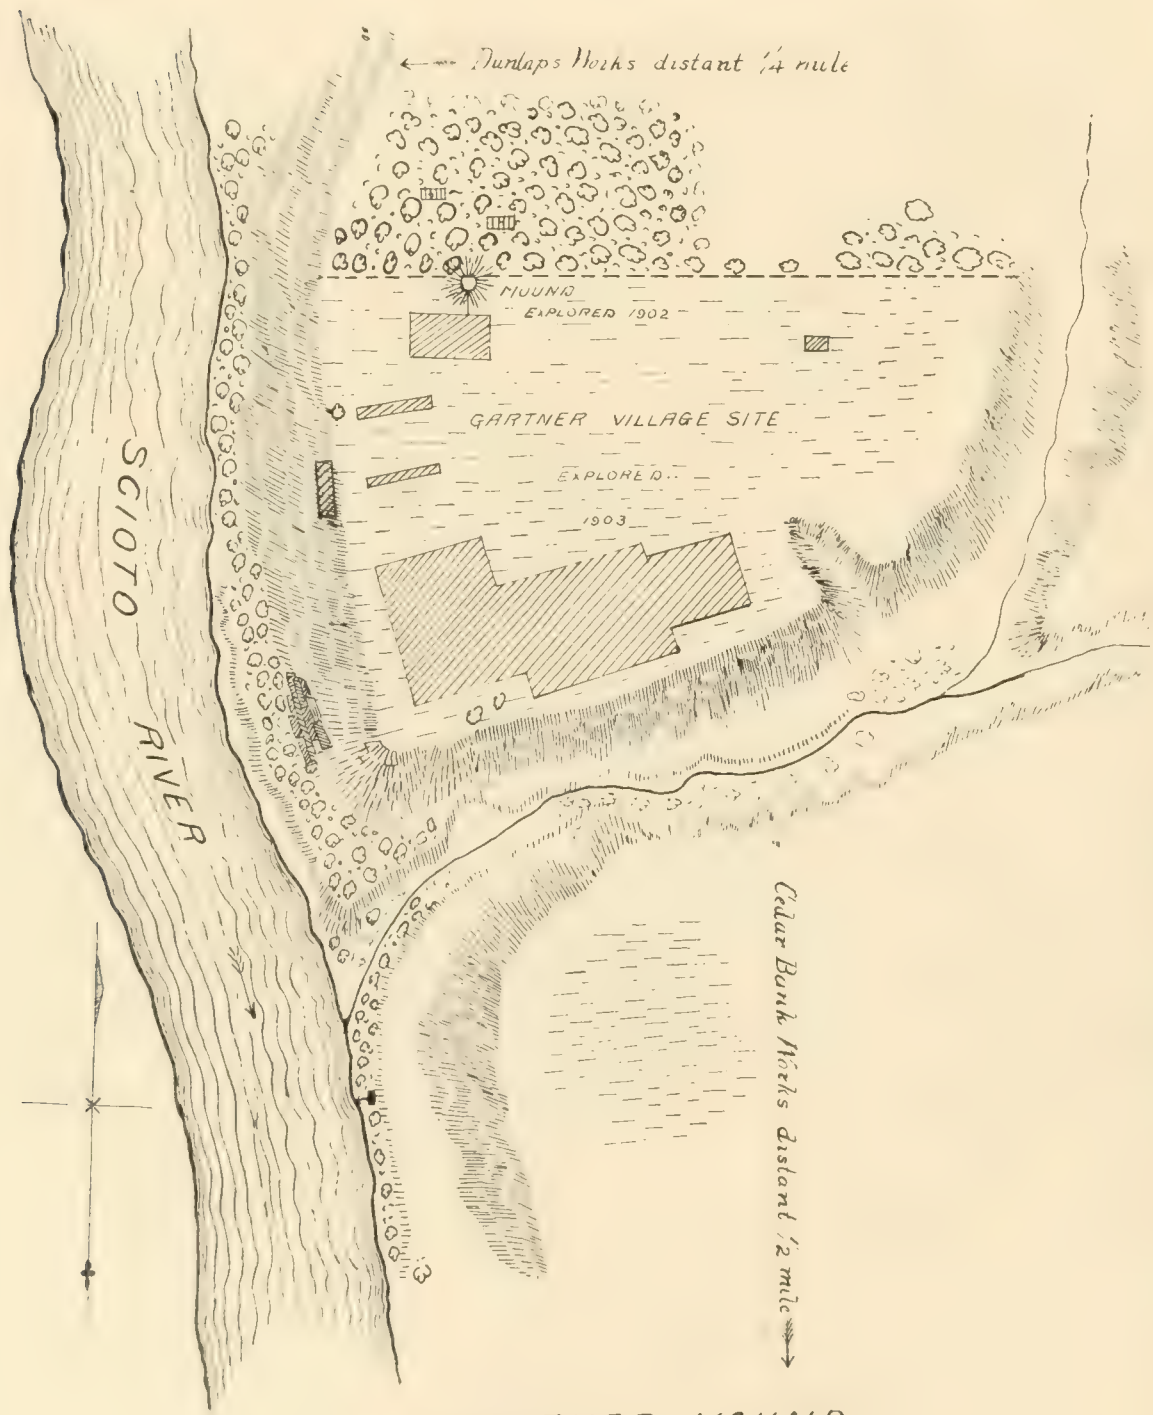 Dunlaps Works distant 1/4 mile
MOUND
EXPLORED 1902
GARTNER VILLAGE SITE
EXPLORED
1903
SCIOTO RIVER
Cedar Bank Works distant 1/2 mile
MOUND